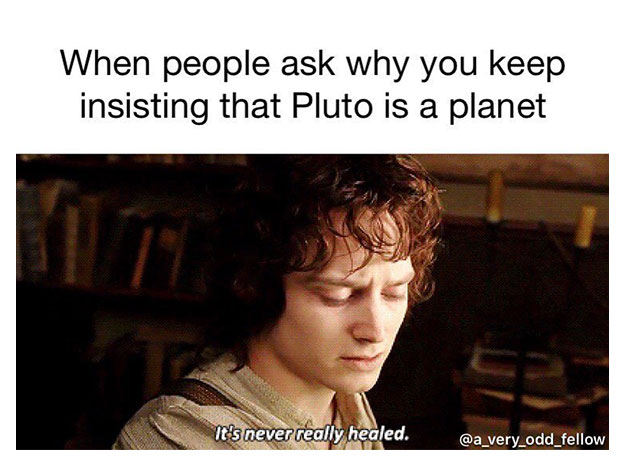 When people ask why you keep
insisting that Pluto is a planet
It's never really healed.
@a_very_odd_fellow